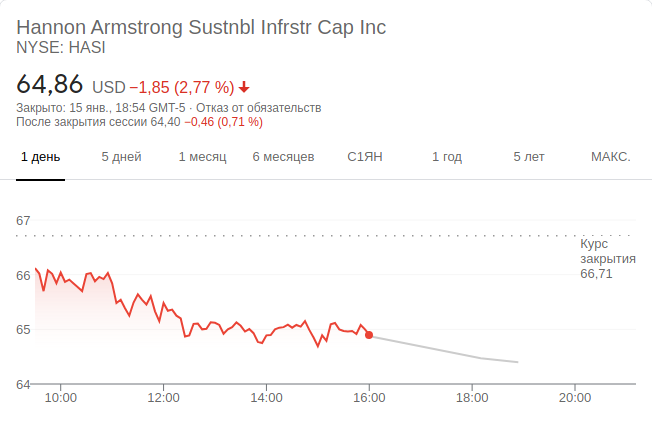 Hannon Armstrong Sustnbl Infrstr Cap Inc
NYSE: HASI
64,86 USD −1,85 (2,77 %)
Закрыто: 15 янв., 18:54 GMT-5 · Отказ от обязательств
После закрытия сессии 64,40 −0,46 (0,71 %)
1 день 5 дней 1 месяц 6 месяцев С1ЯН 1 год 5 лет МАКС.
67
Курс
закрытия
66,71
66
65
64
10:00 12:00 14:00 16:00 18:00 20:00